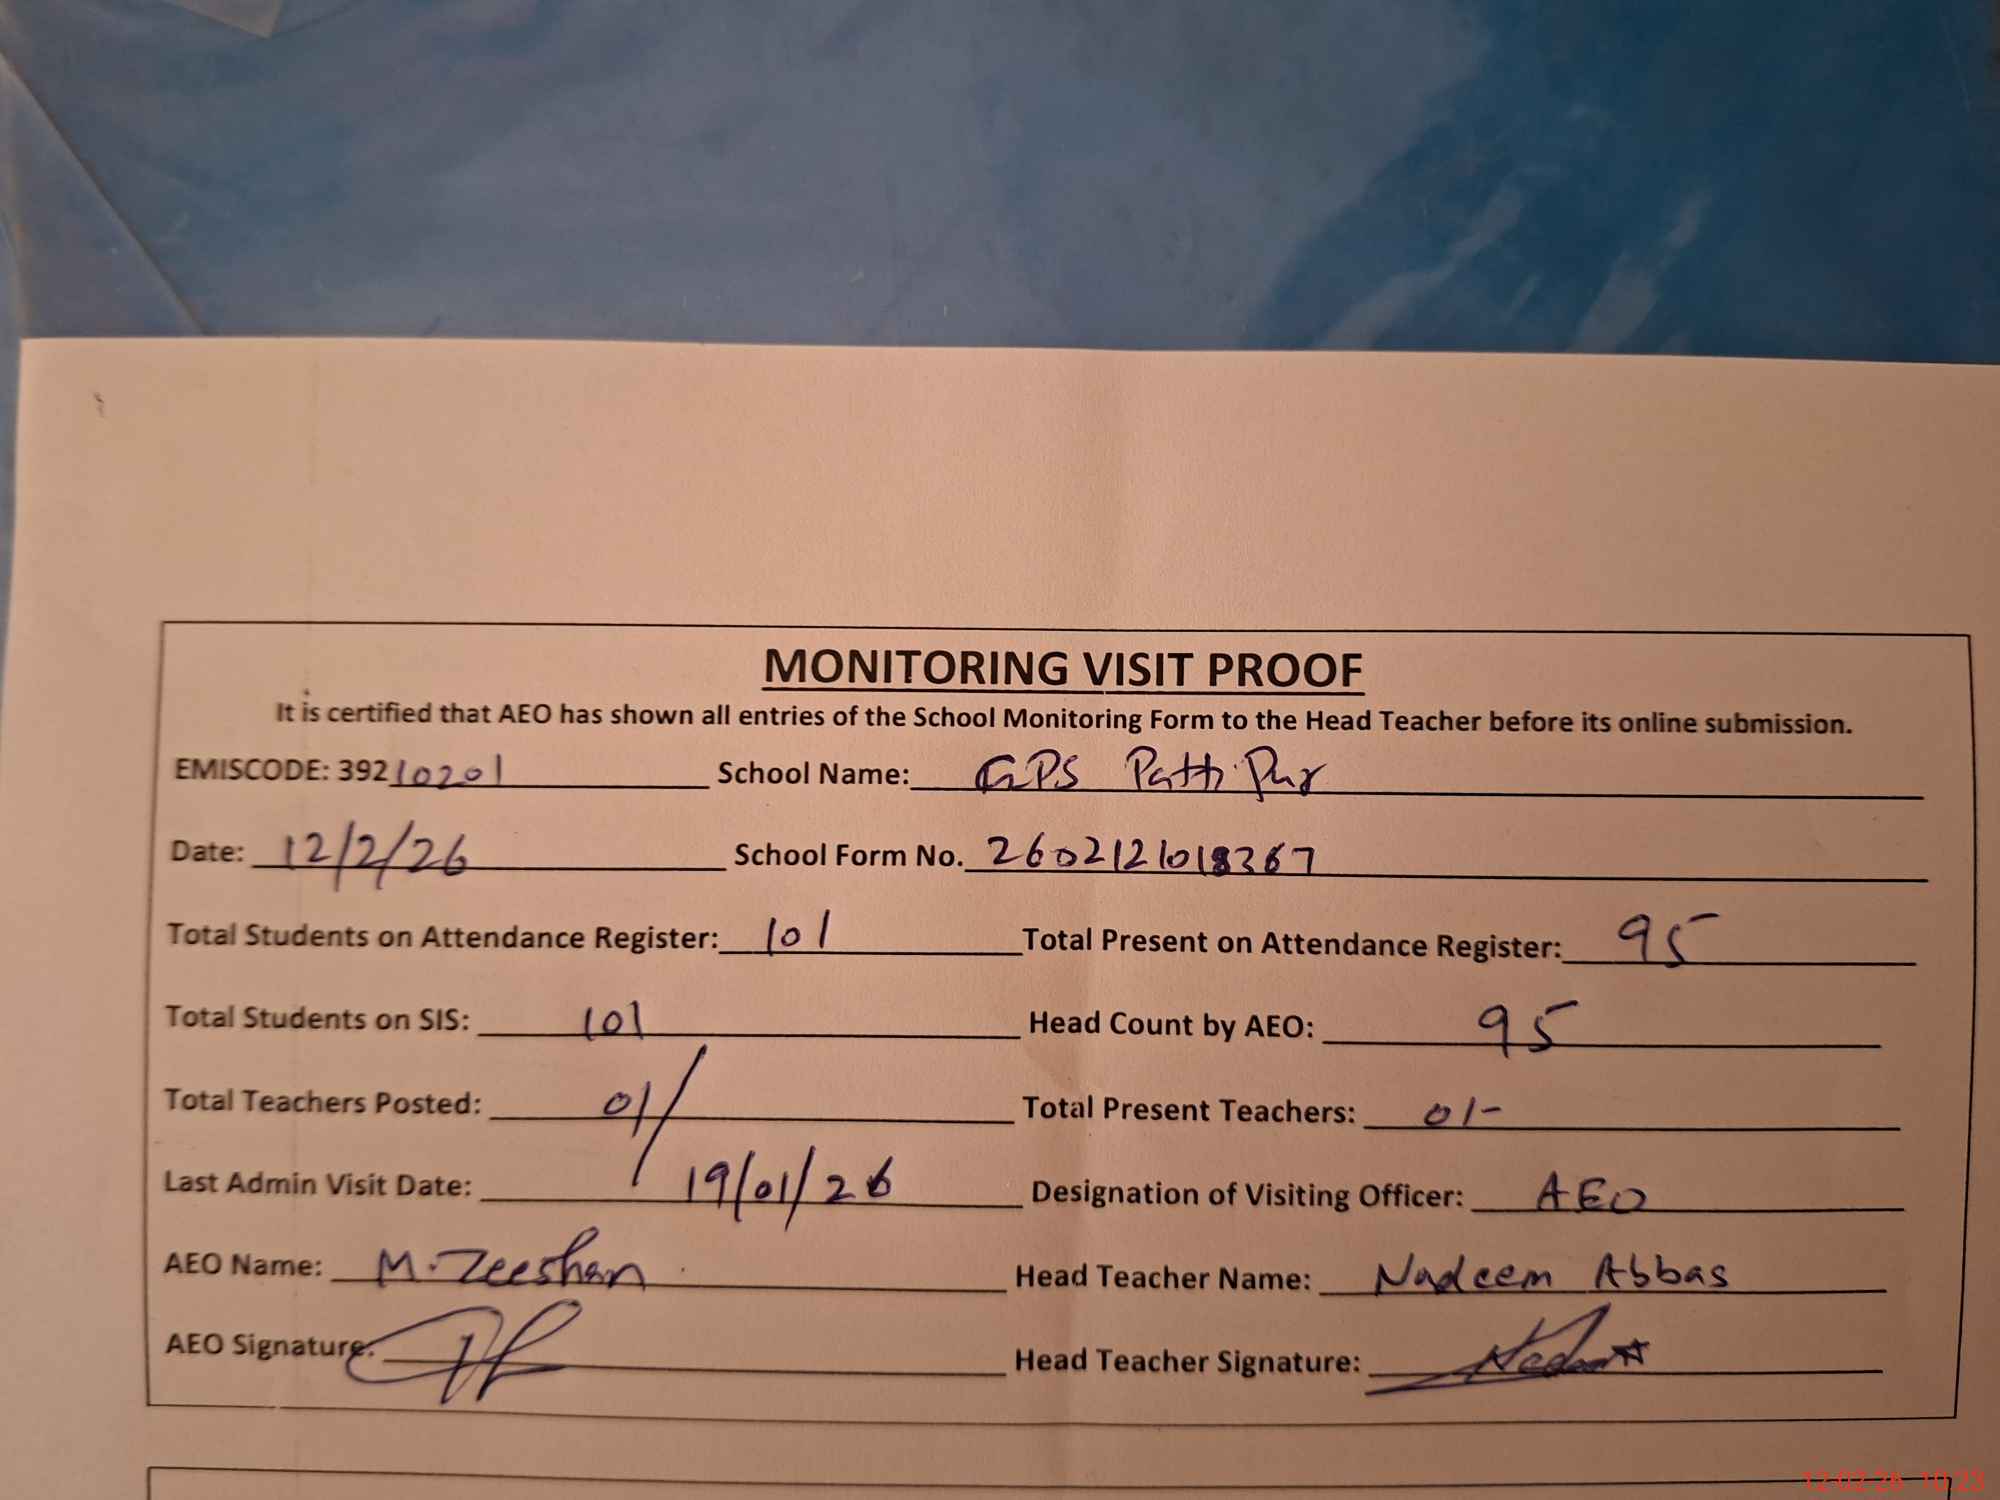 MONITORING VISIT PROOF
It is certified that AEO has shown all entries of the School Monitoring Form to the Head Teacher before its online submission.
EMISCODE: 39210201 School Name: GPS Patti Pur
Date: 12/2/26 School Form No. 2602121018367
Total Students on Attendance Register: 101 Total Present on Attendance Register: 95
Total Students on SIS: 101 Head Count by AEO: 95
Total Teachers Posted: 01/ Total Present Teachers: 01-
Last Admin Visit Date: 19/01/26 Designation of Visiting Officer: AEO
AEO Name: M. Zeeshan Head Teacher Name: Nadeem Abbas
AEO Signature: Head Teacher Signature:
12-02-26 10:23